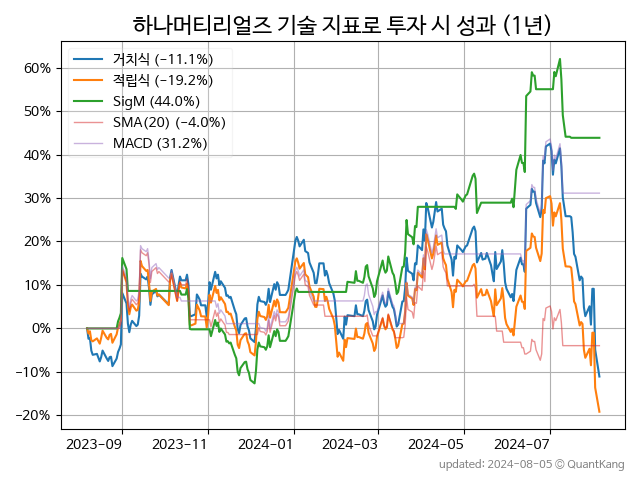 하나머티리얼즈 기술 지표로 투자 시 성과 (1년)
거치식 (-11.1%)
적립식 (-19.2%)
SigM (44.0%)
SMA(20) (-4.0%)
MACD (31.2%)
60%
50%
40%
30%
20%
10%
0%
-10%
-20%
2023-09 2023-11 2024-01 2024-03 2024-05 2024-07
updated: 2024-08-05 © QuantKang